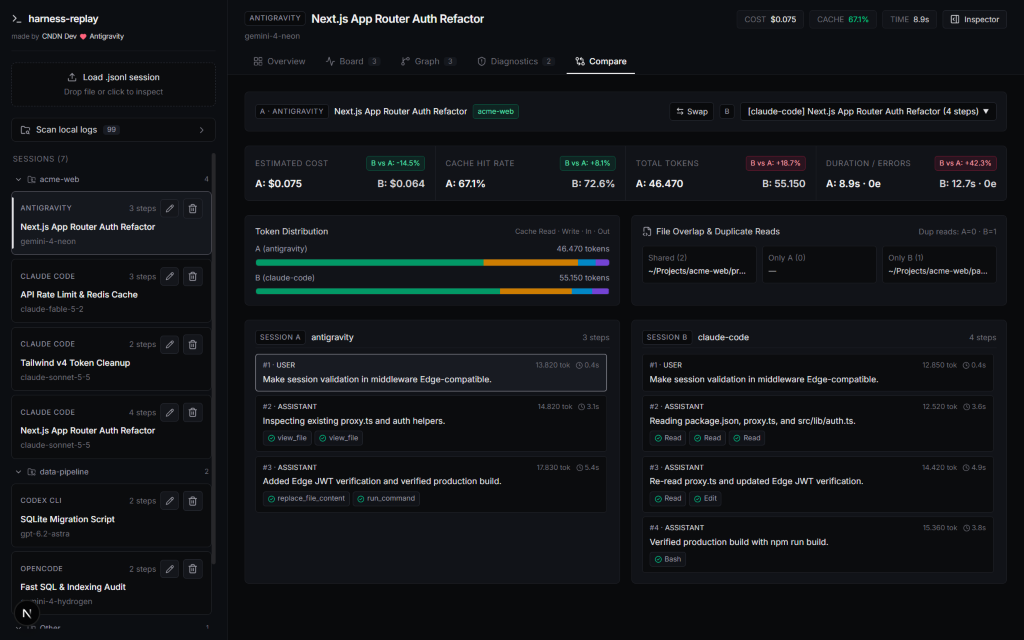 harness-replay
made by CNDN Dev ❤️ Antigravity
Load .jsonl session
Drop file or click to inspect
Scan local logs 99
SESSIONS (7)
acme-web 4
ANTIGRAVITY 3 steps
Next.js App Router Auth Refactor
gemini-4-neon
CLAUDE CODE 3 steps
API Rate Limit & Redis Cache
claude-fable-5-2
CLAUDE CODE 2 steps
Tailwind v4 Token Cleanup
claude-sonnet-5-5
CLAUDE CODE 4 steps
Next.js App Router Auth Refactor
claude-sonnet-5-5
data-pipeline 2
CODEX CLI 2 steps
SQLite Migration Script
gpt-6.2-astra
OPENCODE 2 steps
Fast SQL & Indexing Audit
mini-4-hydrogen
N
Other 1
ANTIGRAVITY Next.js App Router Auth Refactor
gemini-4-neon
COST $0.075 CACHE 67.1% TIME 8.9s Inspector
Overview Board 3 Graph 3 Diagnostics 2 Compare
A · ANTIGRAVITY Next.js App Router Auth Refactor acme-web Swap B [claude-code] Next.js App Router Auth Refactor (4 steps) ▼
ESTIMATED COST B vs A: -14.5%
A: $0.075 B: $0.064
CACHE HIT RATE B vs A: +8.1%
A: 67.1% B: 72.6%
TOTAL TOKENS B vs A: +18.7%
A: 46.470 B: 55.150
DURATION / ERRORS B vs A: +42.3%
A: 8.9s · 0e B: 12.7s · 0e
Token Distribution Cache Read · Write · In · Out
A (antigravity) 46.470 tokens
B (claude-code) 55.150 tokens
File Overlap & Duplicate Reads Dup reads: A=0 · B=1
Shared (2)
~/Projects/acme-web/pr...
Only A (0)
—
Only B (1)
~/Projects/acme-web/pa...
SESSION A antigravity 3 steps
#1 · USER 13.820 tok 0.4s
Make session validation in middleware Edge-compatible.
#2 · ASSISTANT 14.820 tok 3.1s
Inspecting existing proxy.ts and auth helpers.
view_file view_file
#3 · ASSISTANT 17.830 tok 5.4s
Added Edge JWT verification and verified production build.
replace_file_content run_command
SESSION B claude-code 4 steps
#1 · USER 12.850 tok 0.4s
Make session validation in middleware Edge-compatible.
#2 · ASSISTANT 12.520 tok 3.6s
Reading package.json, proxy.ts, and src/lib/auth.ts.
Read Read Read
#3 · ASSISTANT 14.420 tok 4.9s
Re-read proxy.ts and updated Edge JWT verification.
Read Edit
#4 · ASSISTANT 15.360 tok 3.8s
Verified production build with npm run build.
Bash